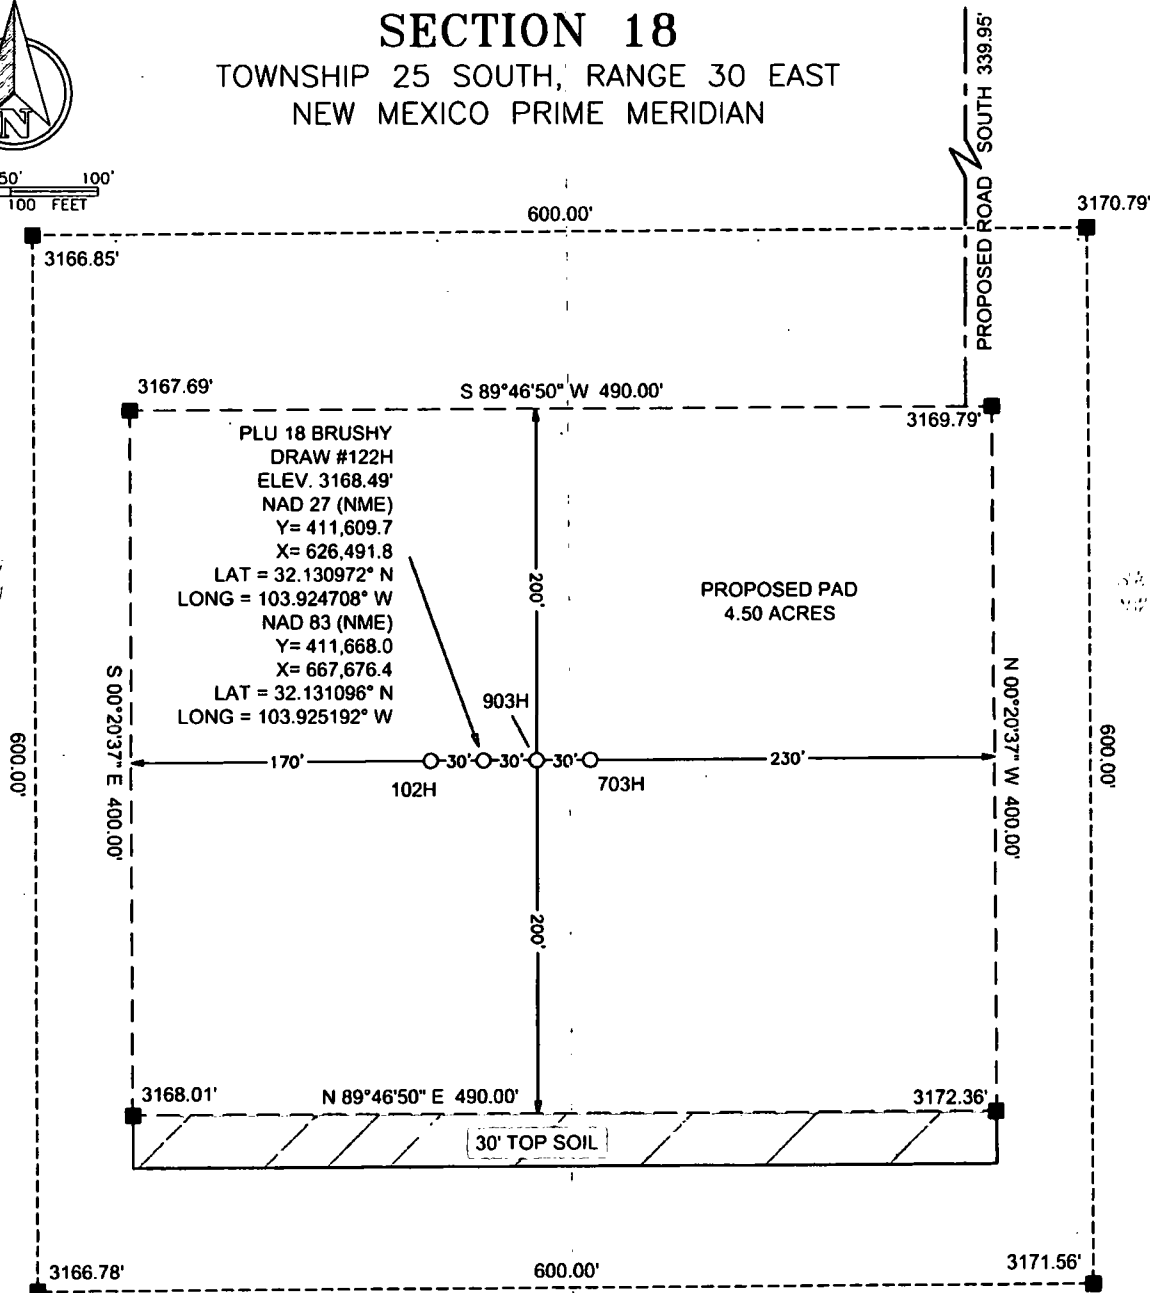 SECTION 18
TOWNSHIP 25 SOUTH, RANGE 30 EAST
NEW MEXICO PRIME MERIDIAN
N
50' 100'
100 FEET
PROPOSED ROAD SOUTH 339.95'
600.00'
3170.79'
3166.85'
3167.69'
S 89°46'50" W 490.00'
3169.79'
PLU 18 BRUSHY
DRAW #122H
ELEV. 3168.49'
NAD 27 (NME)
Y= 411,609.7
X= 626,491.8
LAT = 32.130972° N
LONG = 103.924708° W
NAD 83 (NME)
Y= 411,668.0
X= 667,676.4
LAT = 32.131096° N
LONG = 103.925192° W
200'
PROPOSED PAD
4.50 ACRES
903H
600.00'
S 00°20'37" E 400.00'
170'
30'
30'
30'
230'
102H
703H
N 00°20'37" W 400.00'
600.00'
200'
3168.01'
N 89°46'50" E 490.00'
3172.36'
30' TOP SOIL
3166.78'
600.00'
3171.56'